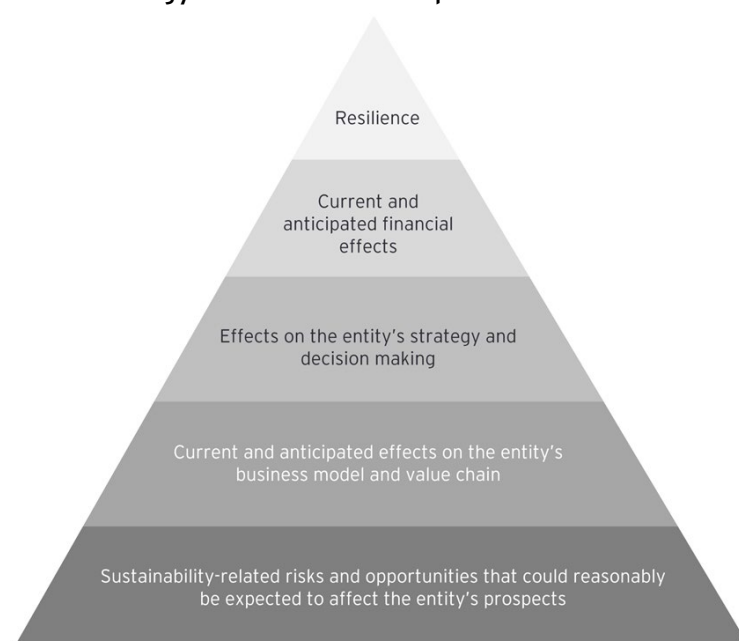 Resilience
Current and
anticipated financial
effects
Effects on the entity's strategy and
decision making
Current and anticipated effects on the entity's
business model and value chain
Sustainability-related risks and opportunities that could reasonably
be expected to affect the entity's prospects